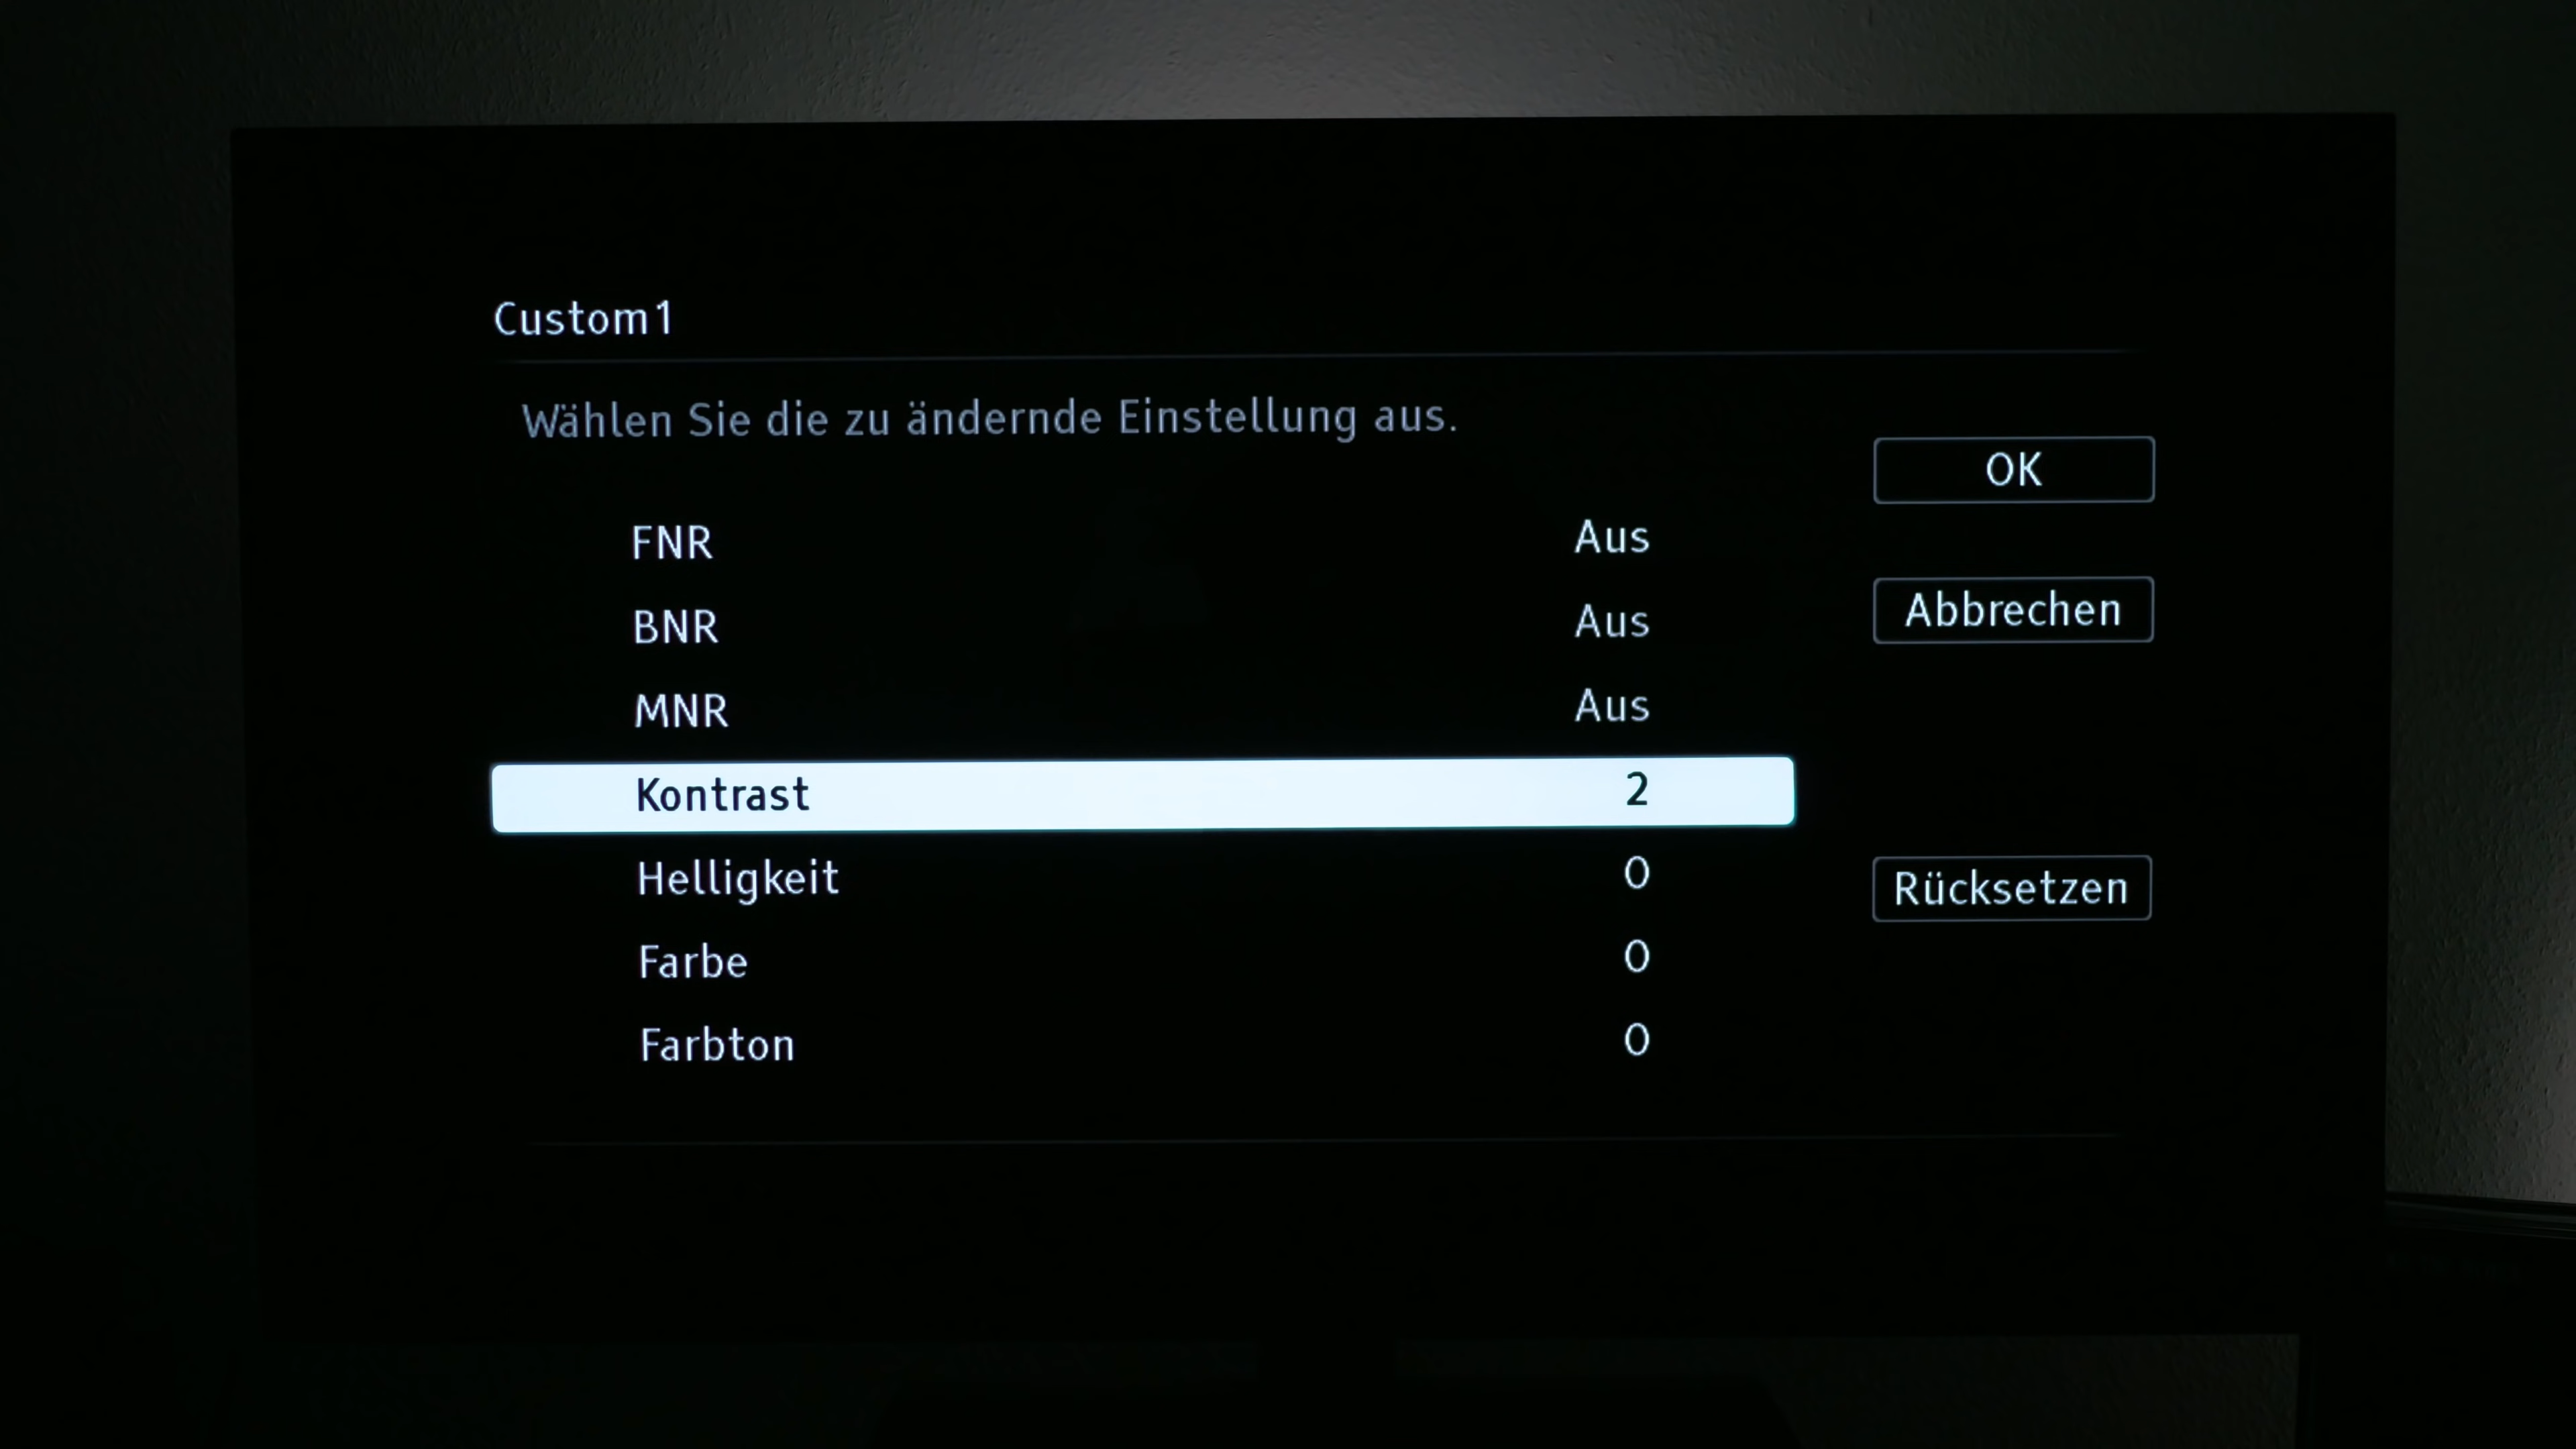 Custom1
Wählen Sie die zu ändernde Einstellung aus.
OK
FNR Aus
BNR Aus
Abbrechen
MNR Aus
Kontrast 2
Helligkeit 0
Rücksetzen
Farbe 0
Farbton 0